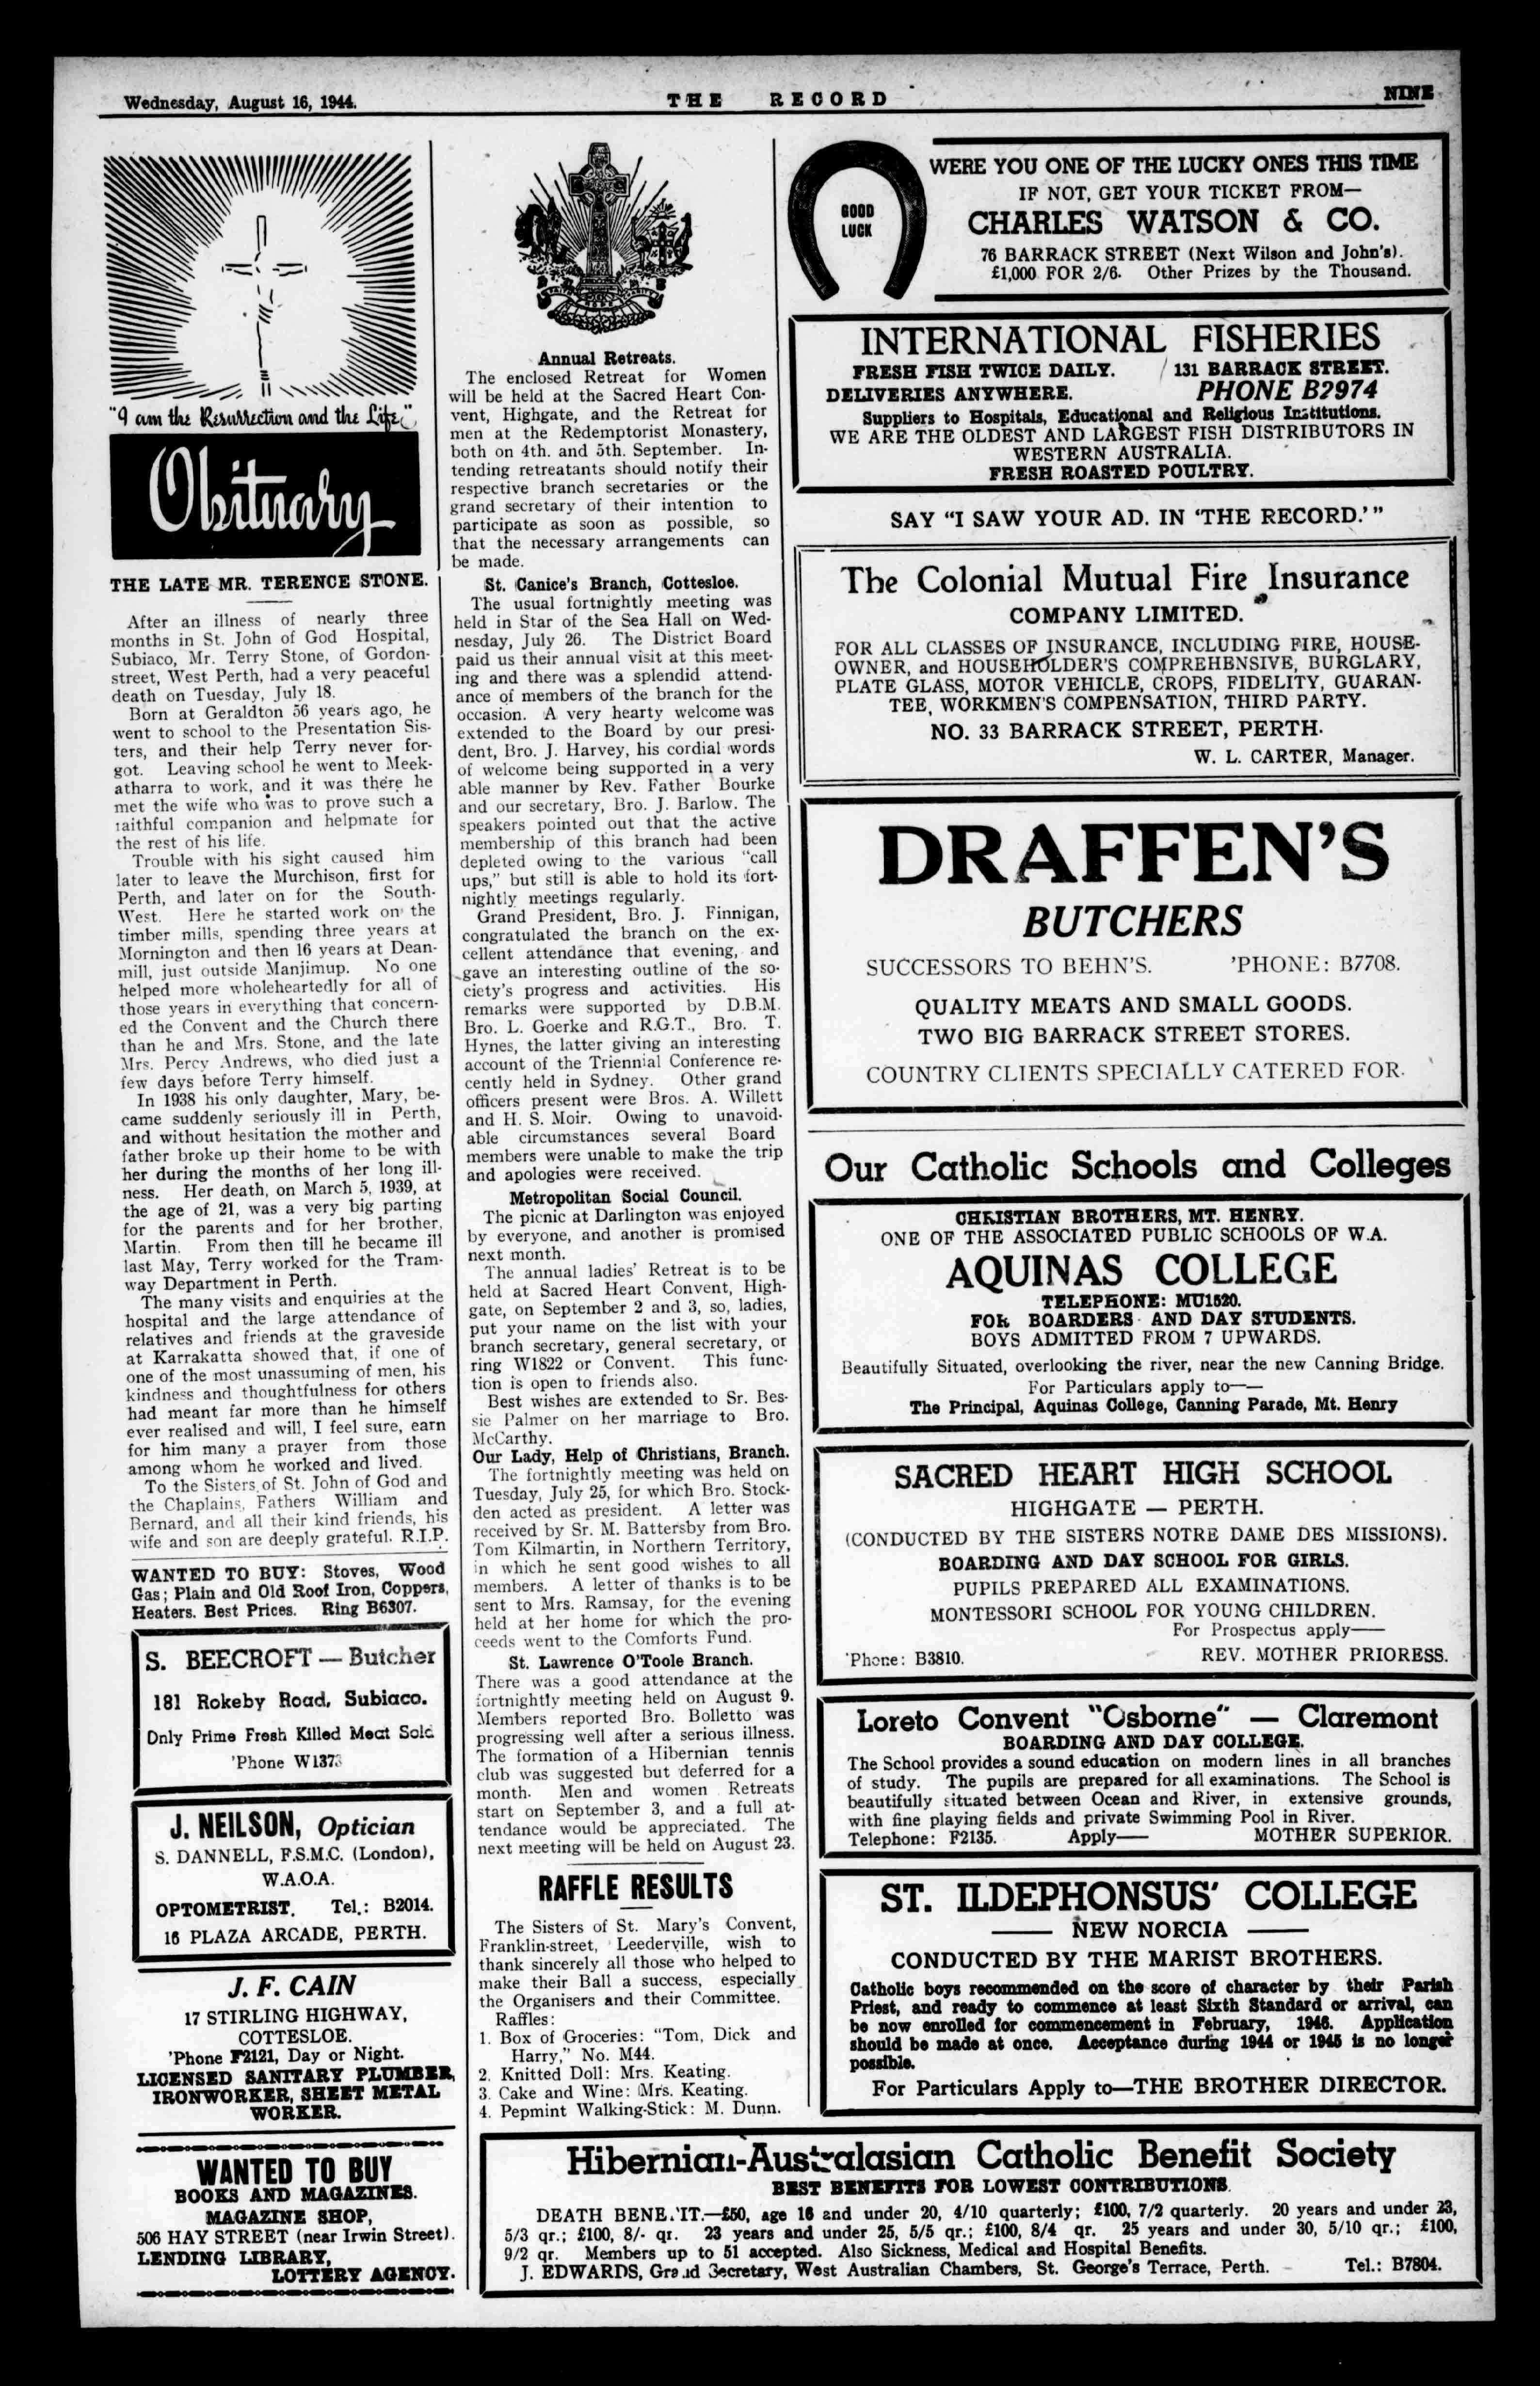 Wednesday, August 16, 1944.
THE RECORD
NINE
"I am the Resurrection and the Life"
Obituary
THE LATE MR. TERENCE STONE.
After an illness of nearly three
months in St. John of God Hospital,
Subiaco, Mr. Terry Stone, of Gordon-
street, West Perth, had a very peaceful
death on Tuesday, July 18.
Born at Geraldton 56 years ago, he
went to school to the Presentation Sis-
ters, and their help Terry never for-
got. Leaving school he went to Meek-
atharra to work, and it was there he
met the wife who was to prove such a
faithful companion and helpmate for
the rest of his life.
Trouble with his sight caused him
later to leave the Murchison, first for
Perth, and later on for the South-
West. Here he started work on the
timber mills, spending three years at
Mornington and then 16 years at Dean-
mill, just outside Manjimup. No one
helped more wholeheartedly for all of
those years in everything that concern-
ed the Convent and the Church there
than he and Mrs. Stone, and the late
Mrs. Percy Andrews, who died just a
few days before Terry himself.
In 1938 his only daughter, Mary, be-
came suddenly seriously ill in Perth,
and without hesitation the mother and
father broke up their home to be with
her during the months of her long ill-
ness. Her death, on March 5, 1939, at
the age of 21, was a very big parting
for the parents and for her brother,
Martin. From then till he became ill
last May, Terry worked for the Tram-
way Department in Perth.
The many visits and enquiries at the
hospital and the large attendance of
relatives and friends at the graveside
at Karrakatta showed that, if one of
one of the most unassuming of men, his
kindness and thoughtfulness for others
had meant far more than he himself
ever realised and will, I feel sure, earn
for him many a prayer from those
among whom he worked and lived.
To the Sisters of St. John of God and
the Chaplains, Fathers William and
Bernard, and all their kind friends, his
wife and son are deeply grateful. R.I.P.
WANTED TO BUY: Stoves, Wood
Gas; Plain and Old Roof Iron, Coppers,
Heaters. Best Prices. Ring B6307.
S. BEECROFT — Butcher
181 Rokeby Road, Subiaco.
Only Prime Fresh Killed Meat Sold
'Phone W1373
J. NEILSON, Optician
S. DANNELL, F.S.M.C. (London),
W.A.O.A.
OPTOMETRIST. Tel.: B2014.
16 PLAZA ARCADE, PERTH.
J. F. CAIN
17 STIRLING HIGHWAY,
COTTESLOE.
'Phone F2121, Day or Night.
LICENSED SANITARY PLUMBER,
IRONWORKER, SHEET METAL
WORKER.
WANTED TO BUY
BOOKS AND MAGAZINES.
MAGAZINE SHOP,
506 HAY STREET (near Irwin Street).
LENDING LIBRARY,
LOTTERY AGENCY.
FAITH HOPE CHARITY
Annual Retreats.
The enclosed Retreat for Women
will be held at the Sacred Heart Con-
vent, Highgate, and the Retreat for
men at the Redemptorist Monastery,
both on 4th. and 5th. September. In-
tending retreatants should notify their
respective branch secretaries or the
grand secretary of their intention to
participate as soon as possible, so
that the necessary arrangements can
be made.
St. Canice's Branch, Cottesloe.
The usual fortnightly meeting was
held in Star of the Sea Hall on Wed-
nesday, July 26. The District Board
paid us their annual visit at this meet-
ing and there was a splendid attend-
ance of members of the branch for the
occasion. A very hearty welcome was
extended to the Board by our presi-
dent, Bro. J. Harvey, his cordial words
of welcome being supported in a very
able manner by Rev. Father Bourke
and our secretary, Bro. J. Barlow. The
speakers pointed out that the active
membership of this branch had been
depleted owing to the various "call
ups," but still is able to hold its fort-
nightly meetings regularly.
Grand President, Bro. J. Finnigan,
congratulated the branch on the ex-
cellent attendance that evening, and
gave an interesting outline of the so-
ciety's progress and activities. His
remarks were supported by D.B.M.
Bro. L. Goerke and R.G.T., Bro. T.
Hynes, the latter giving an interesting
account of the Triennial Conference re-
cently held in Sydney. Other grand
officers present were Bros. A. Willett
and H. S. Moir. Owing to unavoid-
able circumstances several Board
members were unable to make the trip
and apologies were received.
Metropolitan Social Council.
The picnic at Darlington was enjoyed
by everyone, and another is promised
next month.
The annual ladies' Retreat is to be
held at Sacred Heart Convent, High-
gate, on September 2 and 3, so, ladies,
put your name on the list with your
branch secretary, general secretary, or
ring W1822 or Convent. This func-
tion is open to friends also.
Best wishes are extended to Sr. Bes-
sie Palmer on her marriage to Bro.
McCarthy.
Our Lady, Help of Christians, Branch.
The fortnightly meeting was held on
Tuesday, July 25, for which Bro. Stock-
den acted as president. A letter was
received by Sr. M. Battersby from Bro.
Tom Kilmartin, in Northern Territory,
in which he sent good wishes to all
members. A letter of thanks is to be
sent to Mrs. Ramsay, for the evening
held at her home for which the pro-
ceeds went to the Comforts Fund.
St. Lawrence O'Toole Branch.
There was a good attendance at the
fortnightly meeting held on August 9.
Members reported Bro. Bolletto was
progressing well after a serious illness.
The formation of a Hibernian tennis
club was suggested but deferred for a
month. Men and women Retreats
start on September 3, and a full at-
tendance would be appreciated. The
next meeting will be held on August 23.
RAFFLE RESULTS
The Sisters of St. Mary's Convent,
Franklin-street, Leederville, wish to
thank sincerely all those who helped to
make their Ball a success, especially
the Organisers and their Committee.
Raffles:
1. Box of Groceries: "Tom, Dick and
Harry," No. M44.
2. Knitted Doll: Mrs. Keating.
3. Cake and Wine: Mrs. Keating.
4. Pepmint Walking-Stick: M. Dunn.
GOOD
LUCK
WERE YOU ONE OF THE LUCKY ONES THIS TIME
IF NOT, GET YOUR TICKET FROM—
CHARLES WATSON & CO.
76 BARRACK STREET (Next Wilson and John's).
£1,000 FOR 2/6. Other Prizes by the Thousand.
INTERNATIONAL FISHERIES
FRESH FISH TWICE DAILY. 131 BARRACK STREET.
DELIVERIES ANYWHERE. PHONE B2974
Suppliers to Hospitals, Educational and Religious Institutions.
WE ARE THE OLDEST AND LARGEST FISH DISTRIBUTORS IN
WESTERN AUSTRALIA.
FRESH ROASTED POULTRY.
SAY "I SAW YOUR AD. IN 'THE RECORD.'"
The Colonial Mutual Fire Insurance
COMPANY LIMITED.
FOR ALL CLASSES OF INSURANCE, INCLUDING FIRE, HOUSE-
OWNER, and HOUSEHOLDER'S COMPREHENSIVE, BURGLARY,
PLATE GLASS, MOTOR VEHICLE, CROPS, FIDELITY, GUARAN-
TEE, WORKMEN'S COMPENSATION, THIRD PARTY.
NO. 33 BARRACK STREET, PERTH.
W. L. CARTER, Manager.
DRAFFEN'S
BUTCHERS
SUCCESSORS TO BEHN'S. 'PHONE: B7708.
QUALITY MEATS AND SMALL GOODS.
TWO BIG BARRACK STREET STORES.
COUNTRY CLIENTS SPECIALLY CATERED FOR.
Our Catholic Schools and Colleges
CHRISTIAN BROTHERS, MT. HENRY.
ONE OF THE ASSOCIATED PUBLIC SCHOOLS OF W.A.
AQUINAS COLLEGE
TELEPHONE: MU1520.
FOR BOARDERS AND DAY STUDENTS.
BOYS ADMITTED FROM 7 UPWARDS.
Beautifully Situated, overlooking the river, near the new Canning Bridge.
For Particulars apply to——
The Principal, Aquinas College, Canning Parade, Mt. Henry
SACRED HEART HIGH SCHOOL
HIGHGATE — PERTH.
(CONDUCTED BY THE SISTERS NOTRE DAME DES MISSIONS).
BOARDING AND DAY SCHOOL FOR GIRLS.
PUPILS PREPARED ALL EXAMINATIONS.
MONTESSORI SCHOOL FOR YOUNG CHILDREN.
For Prospectus apply——
'Phone: B3810. REV. MOTHER PRIORESS.
Loreto Convent "Osborne" — Claremont
BOARDING AND DAY COLLEGE.
The School provides a sound education on modern lines in all branches
of study. The pupils are prepared for all examinations. The School is
beautifully situated between Ocean and River, in extensive grounds,
with fine playing fields and private Swimming Pool in River.
Telephone: F2135. Apply—— MOTHER SUPERIOR.
ST. ILDEPHONSUS' COLLEGE
NEW NORCIA
CONDUCTED BY THE MARIST BROTHERS.
Catholic boys recommended on the score of character by their Parish
Priest, and ready to commence at least Sixth Standard or arrival, can
be now enrolled for commencement in February, 1946. Application
should be made at once. Acceptance during 1944 or 1945 is no longer
possible.
For Particulars Apply to—THE BROTHER DIRECTOR.
Hibernian-Australasian Catholic Benefit Society
BEST BENEFITS FOR LOWEST CONTRIBUTIONS.
DEATH BENEFIT.—£50, age 16 and under 20, 4/10 quarterly; £100, 7/2 quarterly. 20 years and under 23,
5/3 qr.; £100, 8/- qr. 23 years and under 25, 5/5 qr.; £100, 8/4 qr. 25 years and under 30, 5/10 qr.; £100,
9/2 qr. Members up to 51 accepted. Also Sickness, Medical and Hospital Benefits.
J. EDWARDS, Grand Secretary, West Australian Chambers, St. George's Terrace, Perth. Tel.: B7804.